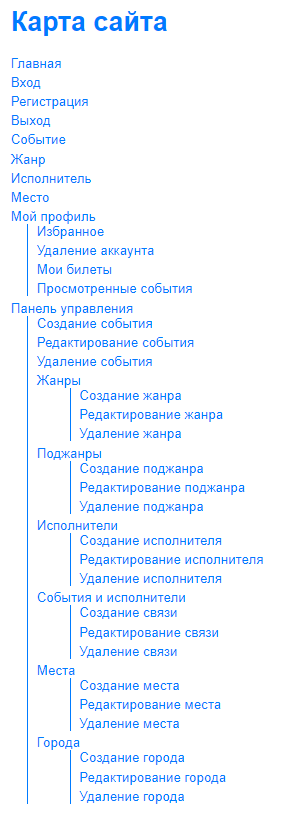 Карта сайта
Главная
Вход
Регистрация
Выход
Событие
Жанр
Исполнитель
Место
Мой профиль
Избранное
Удаление аккаунта
Мои билеты
Просмотренные события
Панель управления
Создание события
Редактирование события
Удаление события
Жанры
Создание жанра
Редактирование жанра
Удаление жанра
Поджанры
Создание поджанра
Редактирование поджанра
Удаление поджанра
Исполнители
Создание исполнителя
Редактирование исполнителя
Удаление исполнителя
События и исполнители
Создание связи
Редактирование связи
Удаление связи
Места
Создание места
Редактирование места
Удаление места
Города
Создание города
Редактирование города
Удаление города